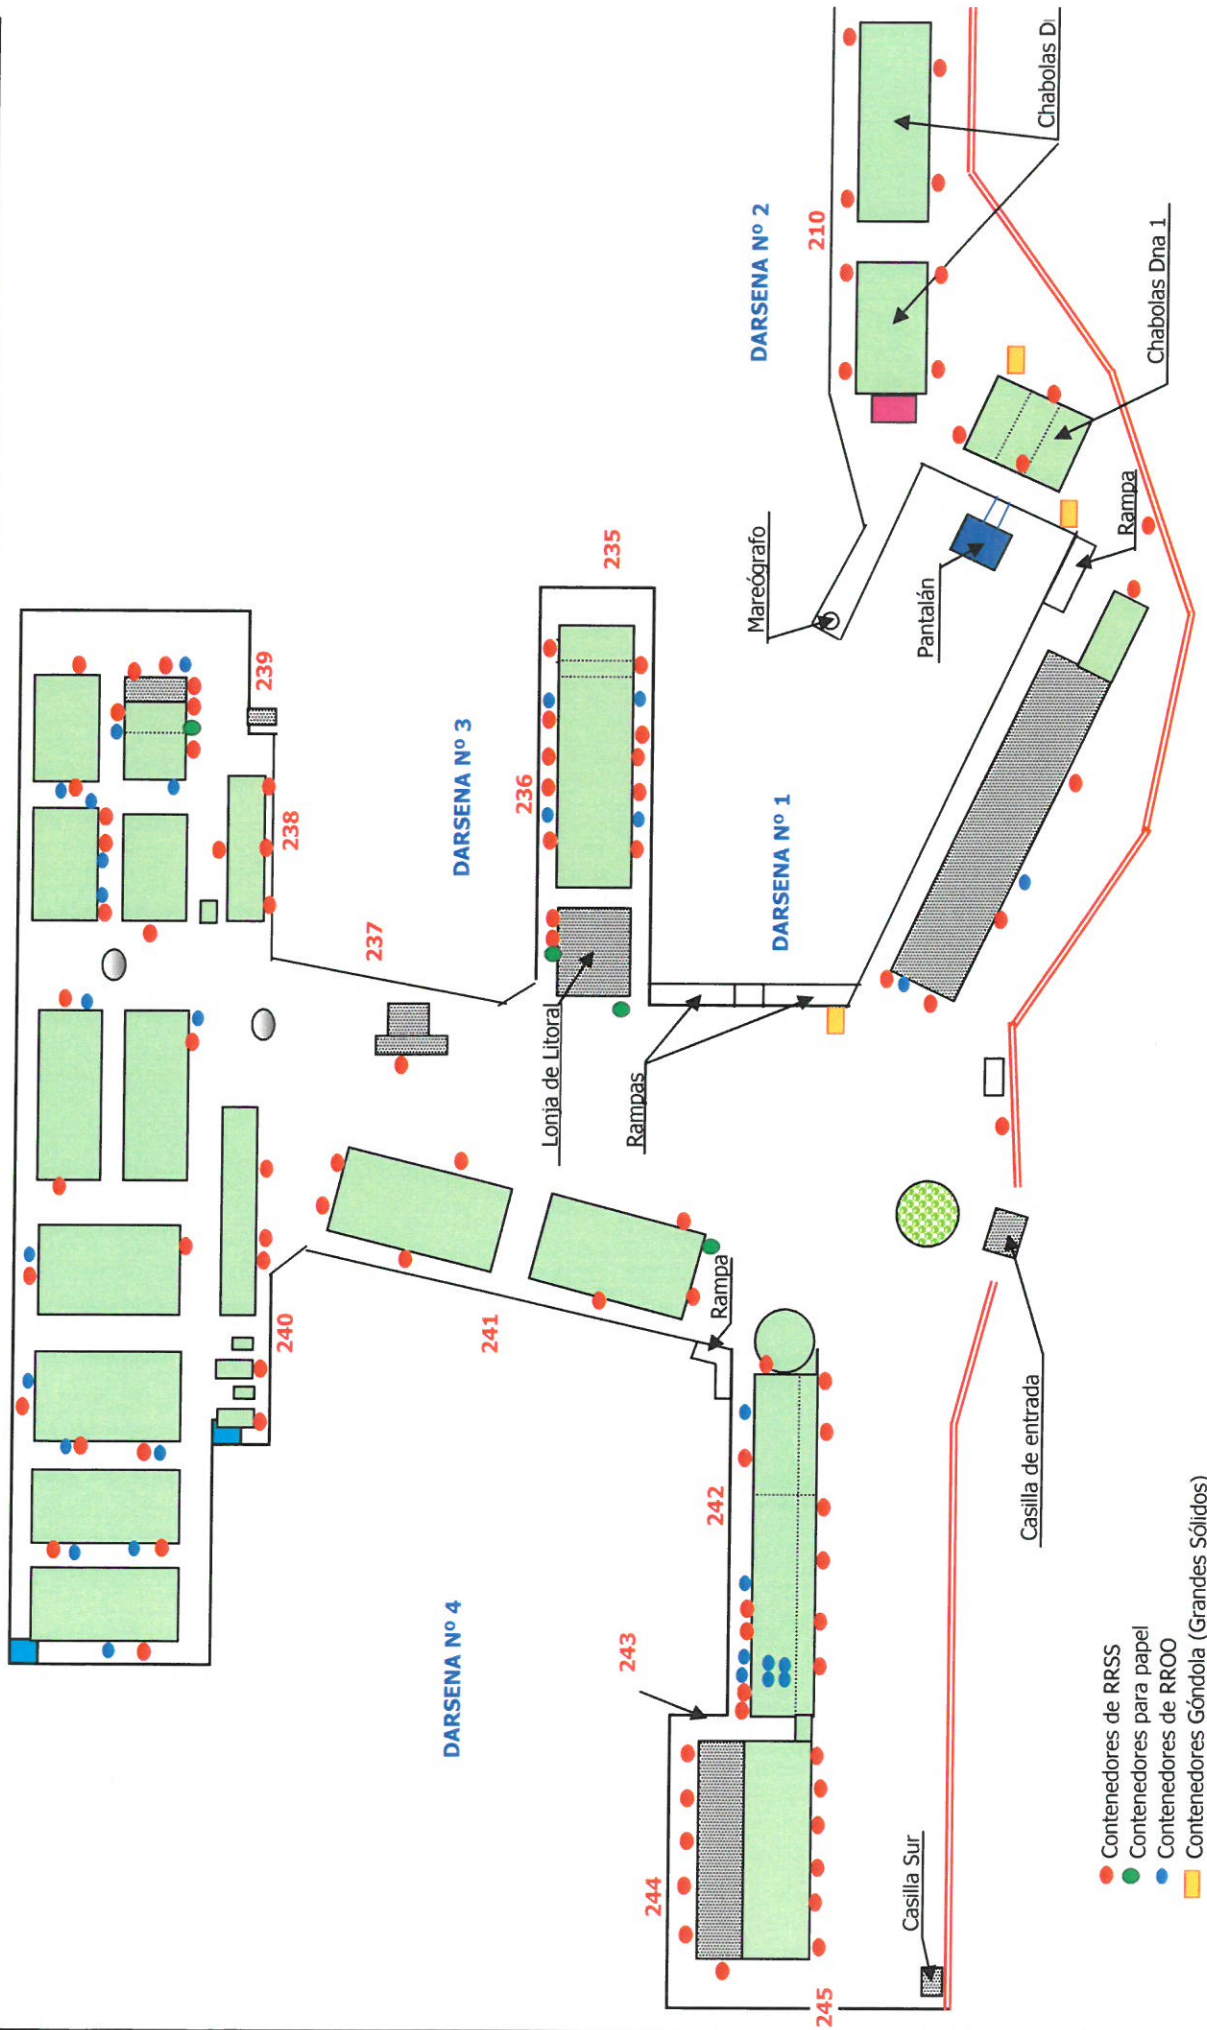 DARSENA Nº 4
DARSENA Nº 3
DARSENA Nº 1
DARSENA Nº 2
239
238
237
240
241
236
235
210
242
243
244
245
Lonja de Litoral
Rampas
Rampa
Mareógrafo
Pantalán
Rampa
Chabolas Dna 1
Chabolas D
Casilla de entrada
Casilla Sur
Contenedores de RRSS
Contenedores para papel
Contenedores de RROO
Contenedores Góndola (Grandes Sólidos)